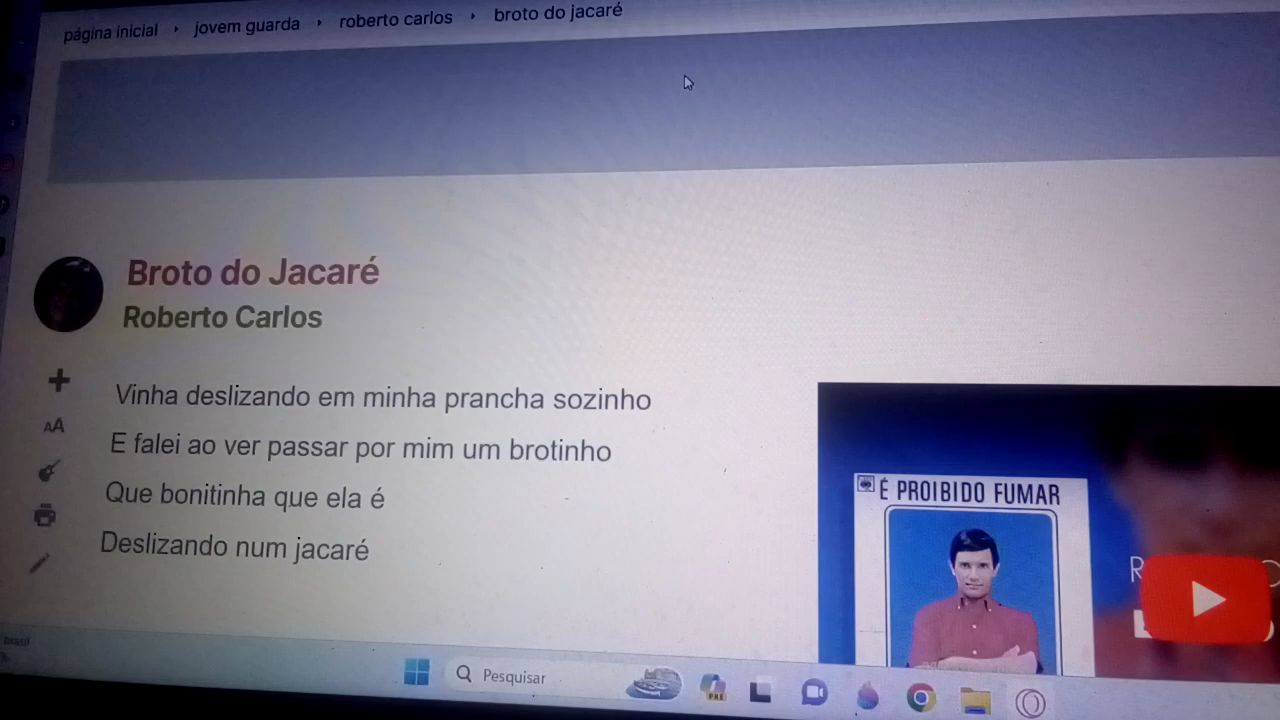 página inicial › jovem guarda › roberto carlos › broto do jacaré
Broto do Jacaré
Roberto Carlos
AA
Vinha deslizando em minha prancha sozinho
E falei ao ver passar por mim um brotinho
Que bonitinha que ela é
Deslizando num jacaré
É PROIBIDO FUMAR
Pesquisar
PRE